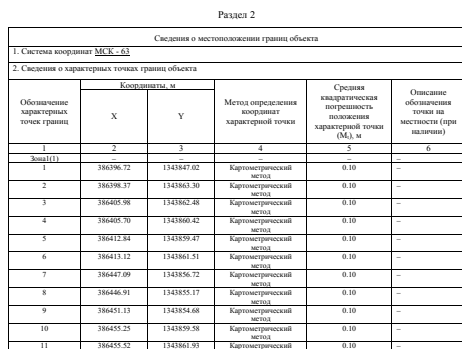 Раздел 2
Сведения о местоположении границ объекта
1. Система координат МСК - 63
2. Сведения о характерных точках границ объекта
Обозначение характерных точек границ
Координаты, м
X
Y
Метод определения координат характерной точки
Средняя квадратическая погрешность положения характерной точки (Mt), м
Описание обозначения точки на местности (при наличии)
1 2 3 4 5 6
Зона1(1) – – – – –
1 386396.72 1343847.02 Картометрический метод 0.10 –
2 386398.37 1343863.30 Картометрический метод 0.10 –
3 386405.98 1343862.48 Картометрический метод 0.10 –
4 386405.70 1343860.42 Картометрический метод 0.10 –
5 386412.84 1343859.47 Картометрический метод 0.10 –
6 386413.12 1343861.51 Картометрический метод 0.10 –
7 386447.09 1343856.72 Картометрический метод 0.10 –
8 386446.91 1343855.17 Картометрический метод 0.10 –
9 386451.13 1343854.68 Картометрический метод 0.10 –
10 386455.25 1343859.58 Картометрический метод 0.10 –
11 386455.52 1343861.93 Картометрический 0.10 –